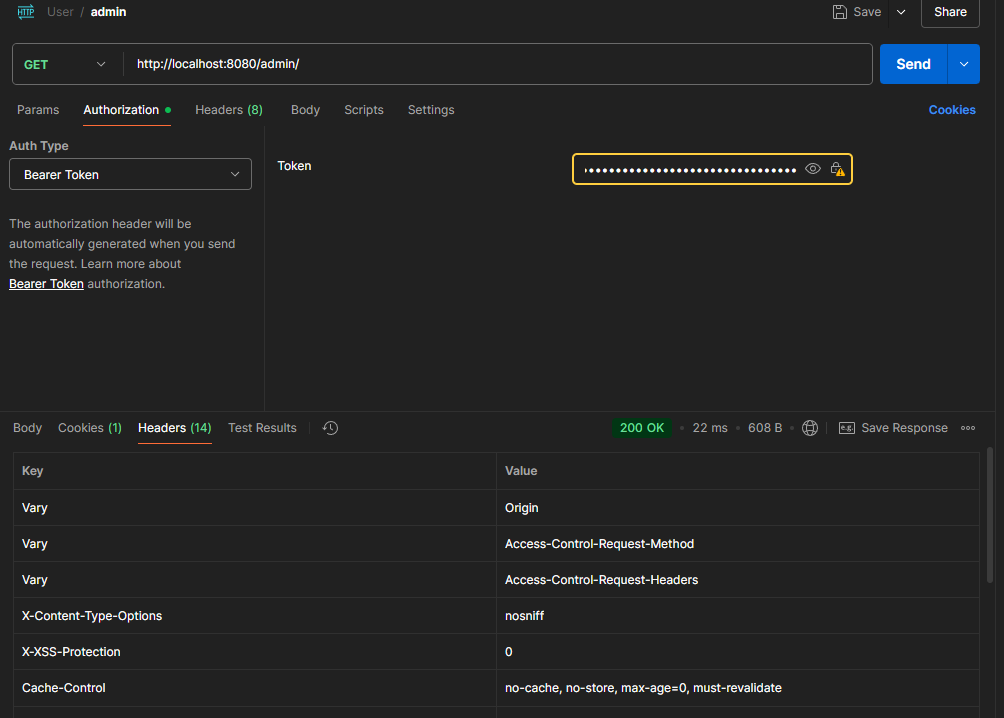 HTTP User / admin Save Share
GET http://localhost:8080/admin/ Send
Params Authorization Headers (8) Body Scripts Settings Cookies
Auth Type
Bearer Token
Token
The authorization header will be
automatically generated when you send
the request. Learn more about
Bearer Token authorization.
Body Cookies (1) Headers (14) Test Results 200 OK • 22 ms • 608 B • e.g. Save Response
Key Value
Vary Origin
Vary Access-Control-Request-Method
Vary Access-Control-Request-Headers
X-Content-Type-Options nosniff
X-XSS-Protection 0
Cache-Control no-cache, no-store, max-age=0, must-revalidate